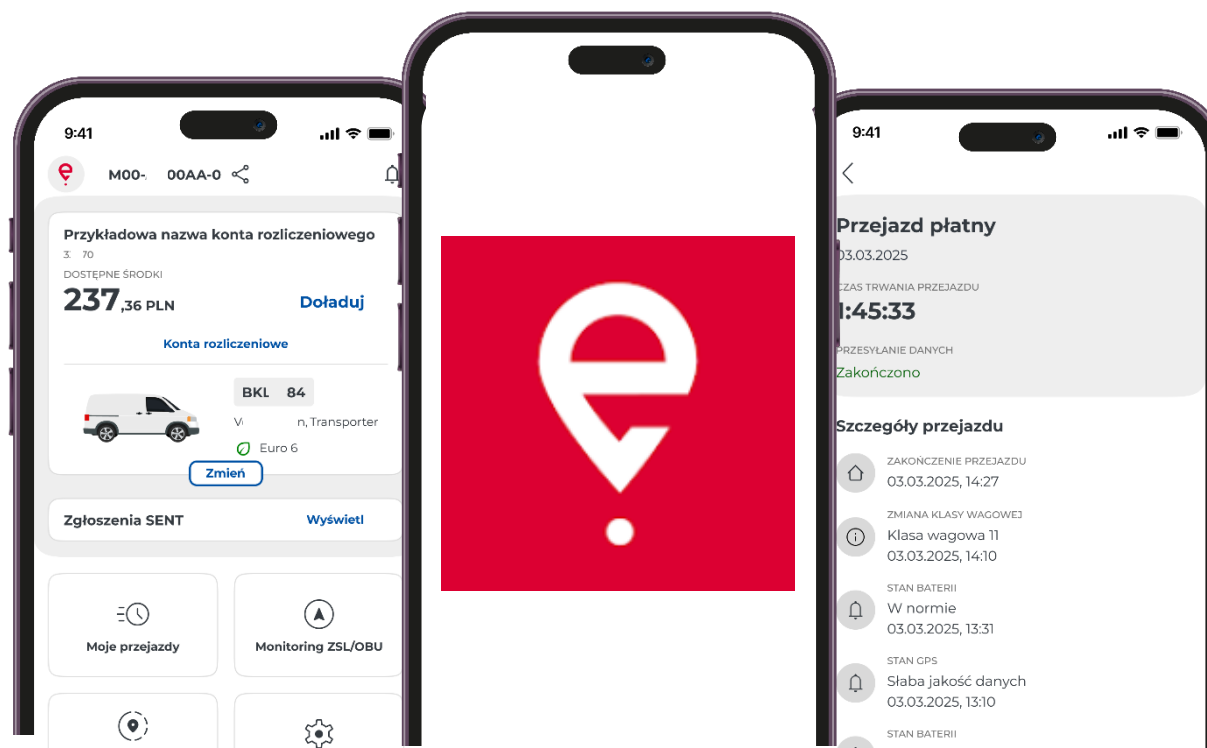 9:41
M00- 00AA-0
Przykładowa nazwa konta rozliczeniowego
3 70
DOSTĘPNE ŚRODKI
237,36 PLN
Doładuj
Konta rozliczeniowe
BKL 84
n, Transporter
Euro 6
Zmień
Zgłoszenia SENT
Wyświetl
Moje przejazdy
Monitoring ZSL/OBU
e
9:41
Przejazd płatny
03.03.2025
CZAS TRWANIA PRZEJAZDU
1:45:33
PRZESYŁANIE DANYCH
Zakończono
Szczegóły przejazdu
ZAKOŃCZENIE PRZEJAZDU
03.03.2025, 14:27
ZMIANA KLASY WAGOWEJ
Klasa wagowa 11
03.03.2025, 14:10
STAN BATERII
W normie
03.03.2025, 13:31
STAN GPS
Słaba jakość danych
03.03.2025, 13:10
STAN BATERII